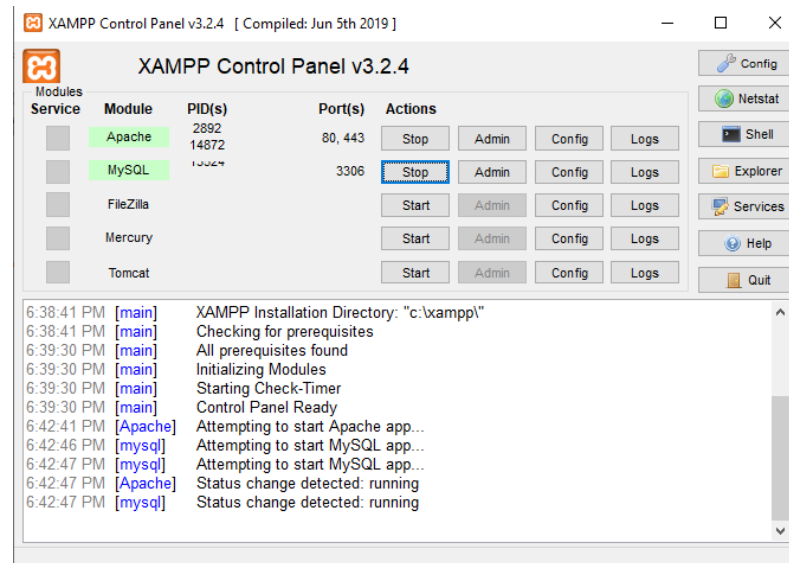 XAMPP Control Panel v3.2.4 [ Compiled: Jun 5th 2019 ]
XAMPP Control Panel v3.2.4
Config
Modules
Service Module PID(s) Port(s) Actions
Netstat
Apache 2892 14872 80, 443 Stop Admin Config Logs
Shell
MySQL 3306 Stop Admin Config Logs
Explorer
FileZilla Start Admin Config Logs
Services
Mercury Start Admin Config Logs
Help
Tomcat Start Admin Config Logs
Quit
6:38:41 PM [main] XAMPP Installation Directory: "c:\xampp\"
6:38:41 PM [main] Checking for prerequisites
6:39:30 PM [main] All prerequisites found
6:39:30 PM [main] Initializing Modules
6:39:30 PM [main] Starting Check-Timer
6:39:30 PM [main] Control Panel Ready
6:42:41 PM [Apache] Attempting to start Apache app...
6:42:46 PM [mysql] Attempting to start MySQL app...
6:42:47 PM [mysql] Attempting to start MySQL app...
6:42:47 PM [Apache] Status change detected: running
6:42:47 PM [mysql] Status change detected: running